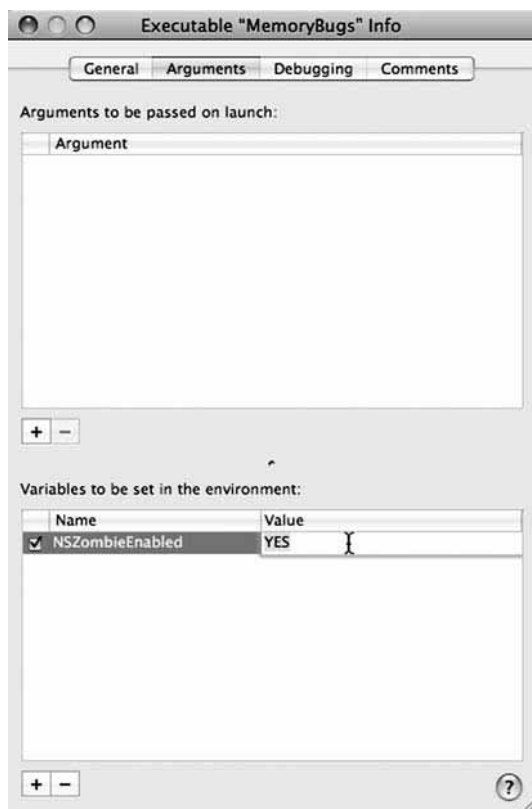 Executable "MemoryBugs" Info
General Arguments Debugging Comments
Arguments to be passed on launch:
Argument
+ −
Variables to be set in the environment:
Name Value
NSZombieEnabled YES
+ − ?